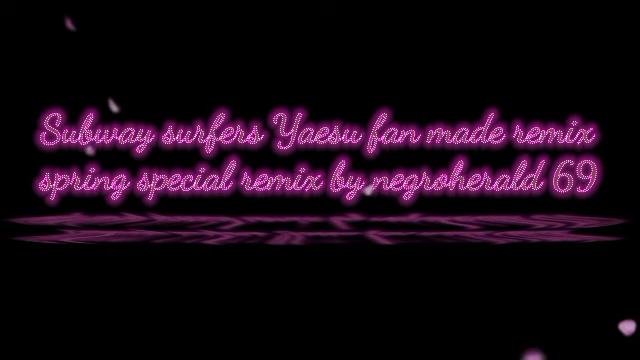 Subway surfers Yaesu fan made remix
spring special remix by negroherald 69